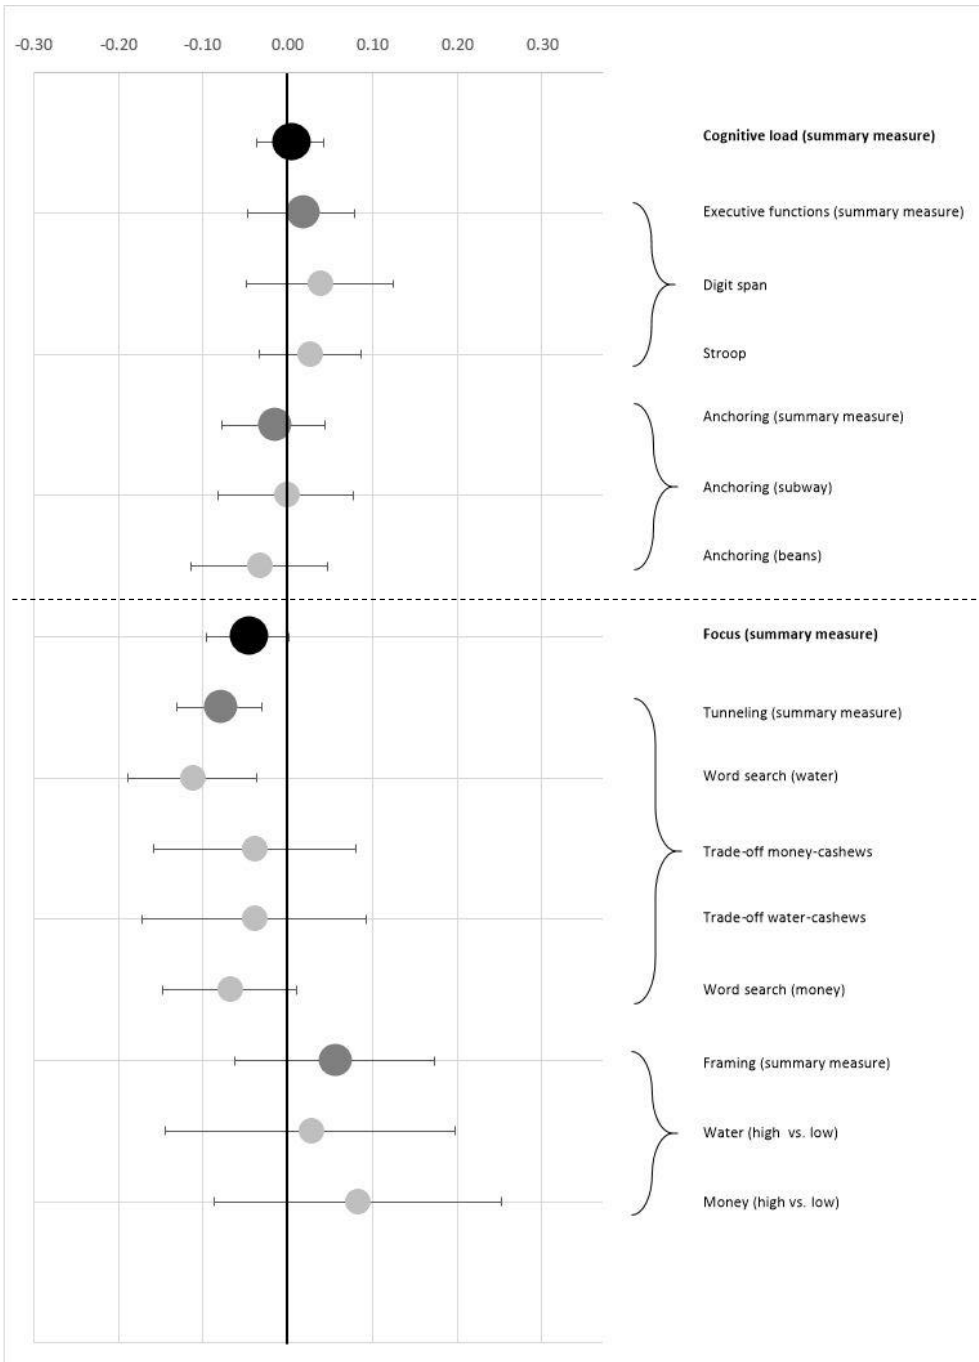 -0.30 -0.20 -0.10 0.00 0.10 0.20 0.30
Cognitive load (summary measure)
Executive functions (summary measure)
Digit span
Stroop
Anchoring (summary measure)
Anchoring (subway)
Anchoring (beans)
Focus (summary measure)
Tunneling (summary measure)
Word search (water)
Trade-off money-cashews
Trade-off water-cashews
Word search (money)
Framing (summary measure)
Water (high vs. low)
Money (high vs. low)